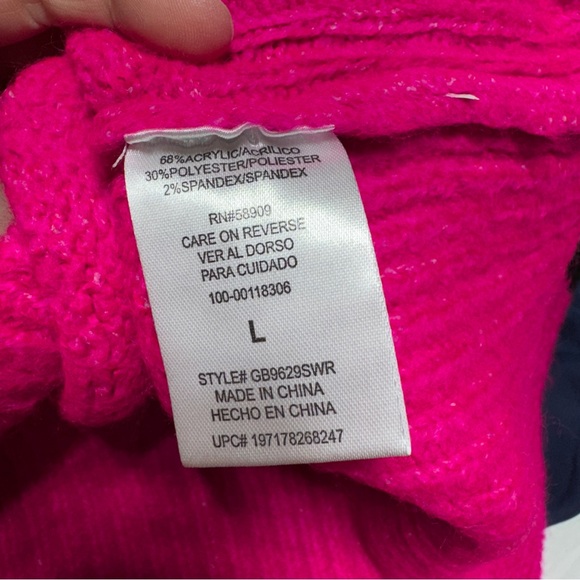 68%ACRYLIC/ACRILICO
30%POLYESTER/POLIESTER
2%SPANDEX/SPANDEX
RN#58909
CARE ON REVERSE
VER AL DORSO
PARA CUIDADO
100-00118306
L
STYLE# GB9629SWR
MADE IN CHINA
HECHO EN CHINA
UPC# 197178268247